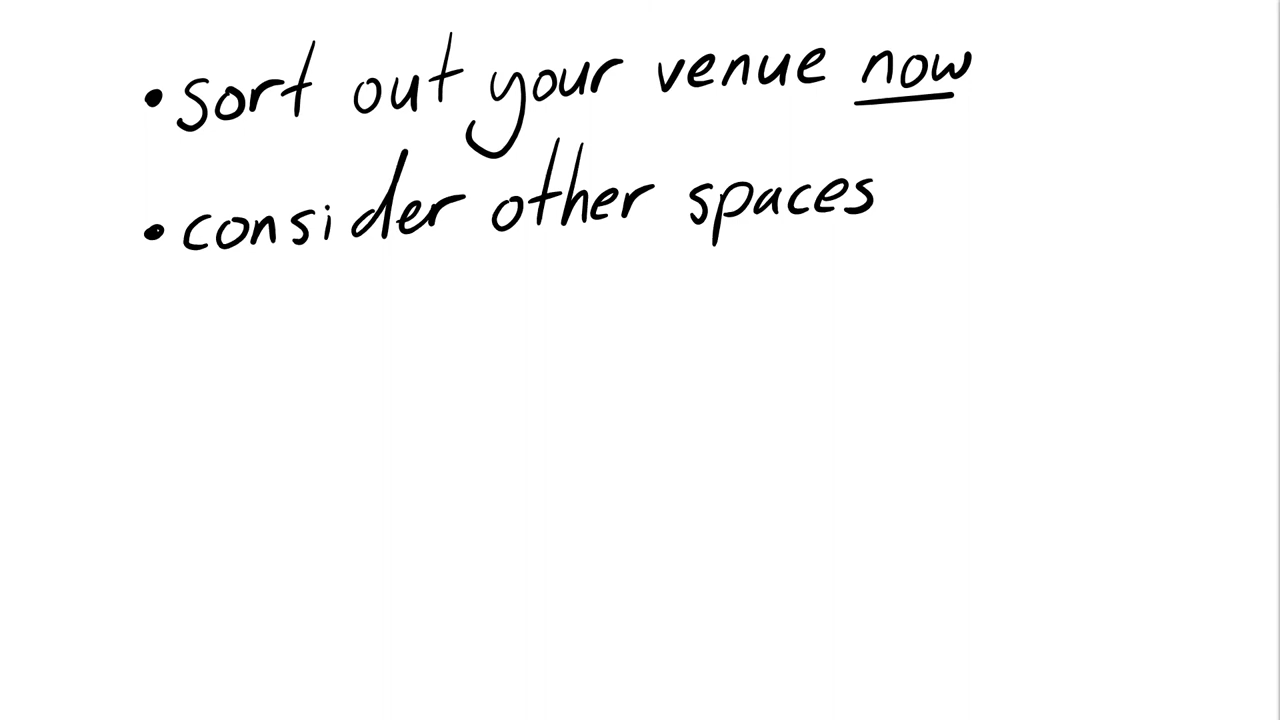 • sort out your venue now
• consider other spaces